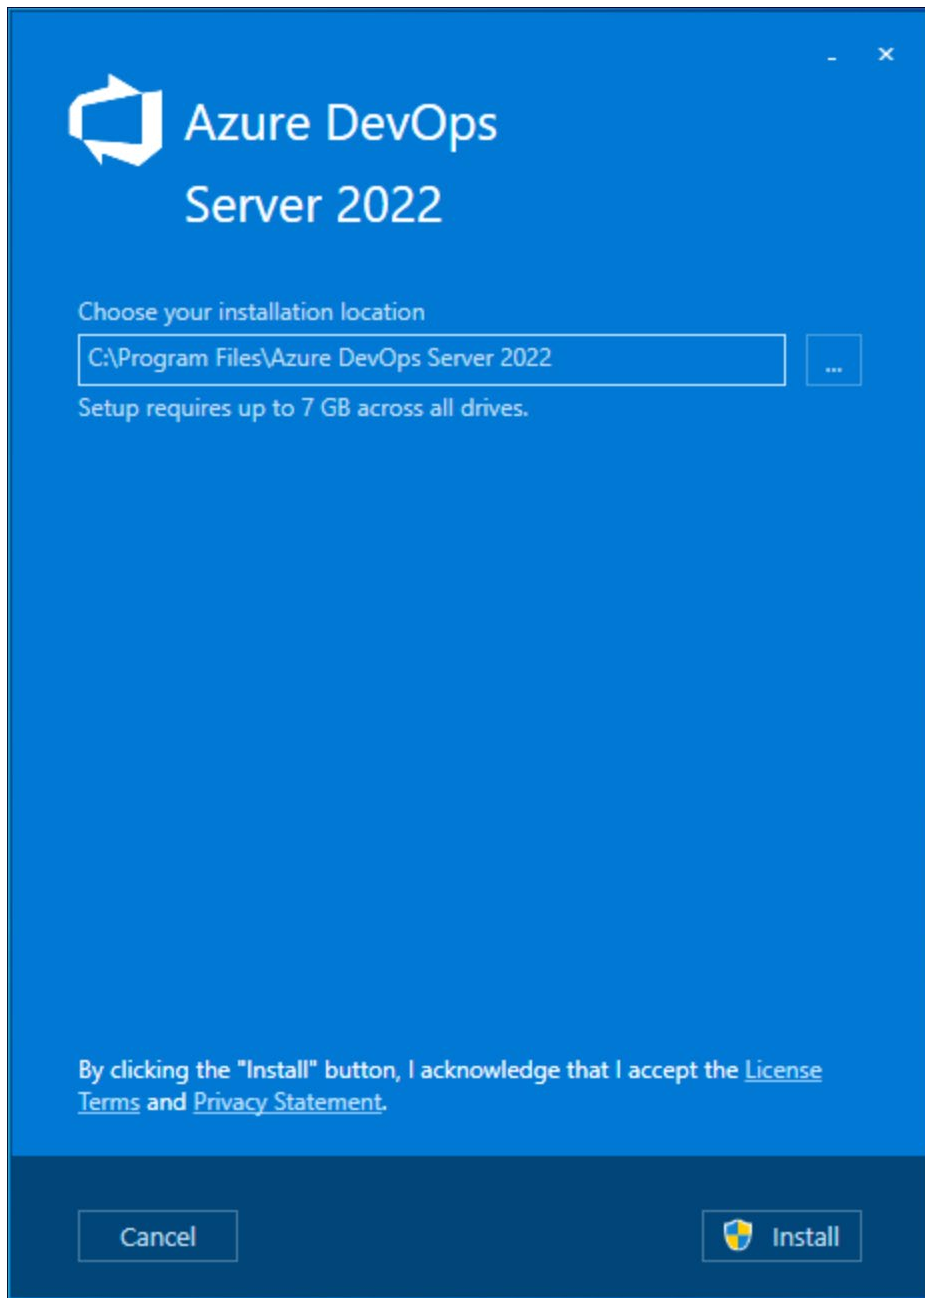 Azure DevOps
Server 2022
Choose your installation location
C:\Program Files\Azure DevOps Server 2022
...
Setup requires up to 7 GB across all drives.
By clicking the "Install" button, I acknowledge that I accept the License
Terms and Privacy Statement.
Cancel
Install